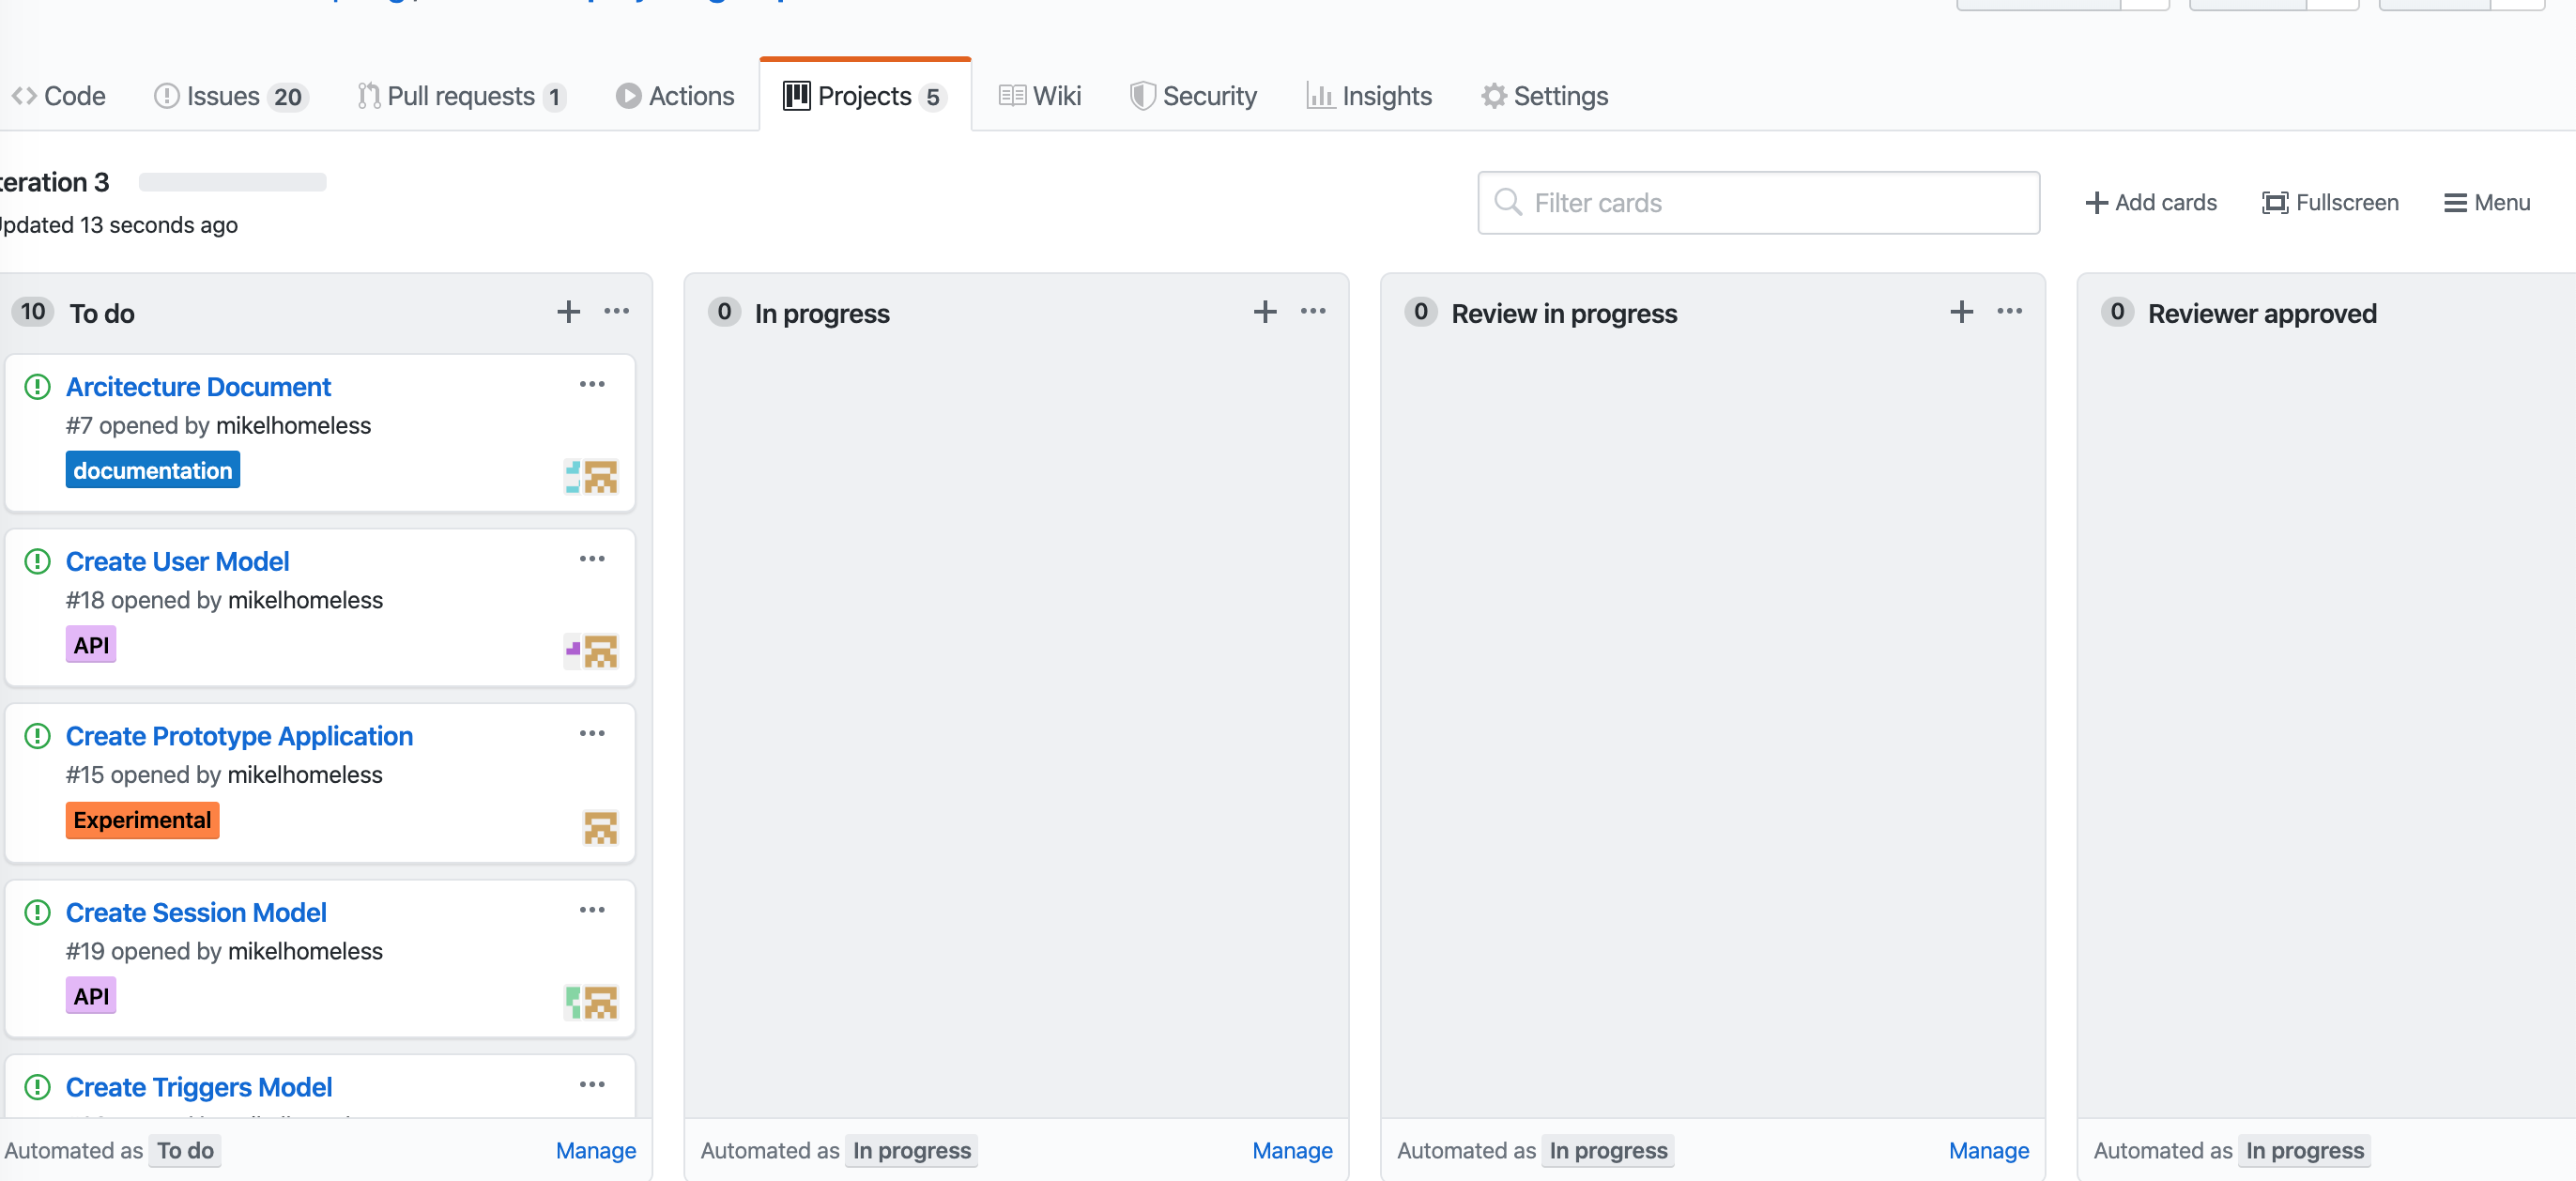 Code Issues 20 Pull requests 1 Actions Projects 5 Wiki Security Insights Settings
teration 3
Updated 13 seconds ago
Filter cards
Add cards Fullscreen Menu
10 To do
Arcitecture Document
#7 opened by mikelhomeless
documentation
Create User Model
#18 opened by mikelhomeless
API
Create Prototype Application
#15 opened by mikelhomeless
Experimental
Create Session Model
#19 opened by mikelhomeless
API
Create Triggers Model
Automated as To do Manage
0 In progress
Automated as In progress Manage
0 Review in progress
Automated as In progress Manage
0 Reviewer approved
Automated as In progress